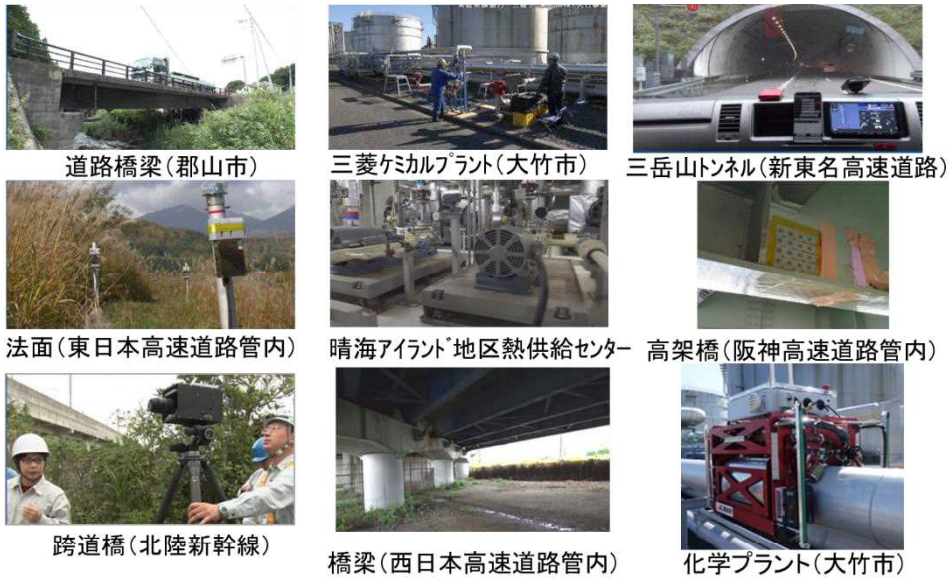 道路橋梁(郡山市)
三菱ケミカルプラント(大竹市)
三岳山トンネル(新東名高速道路)
法面(東日本高速道路管内)
晴海アイランド地区熱供給センター
高架橋(阪神高速道路管内)
跨道橋(北陸新幹線)
橋梁(西日本高速道路管内)
化学プラント(大竹市)